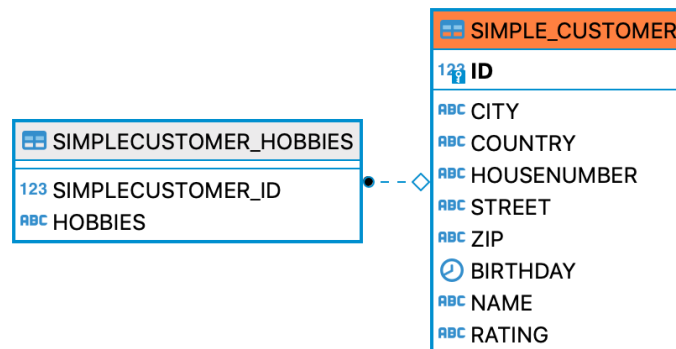 SIMPLECUSTOMER_HOBBIES
123 SIMPLECUSTOMER_ID
ABC HOBBIES
SIMPLE_CUSTOMER
123 ID
ABC CITY
ABC COUNTRY
ABC HOUSENUMBER
ABC STREET
ABC ZIP
BIRTHDAY
ABC NAME
ABC RATING